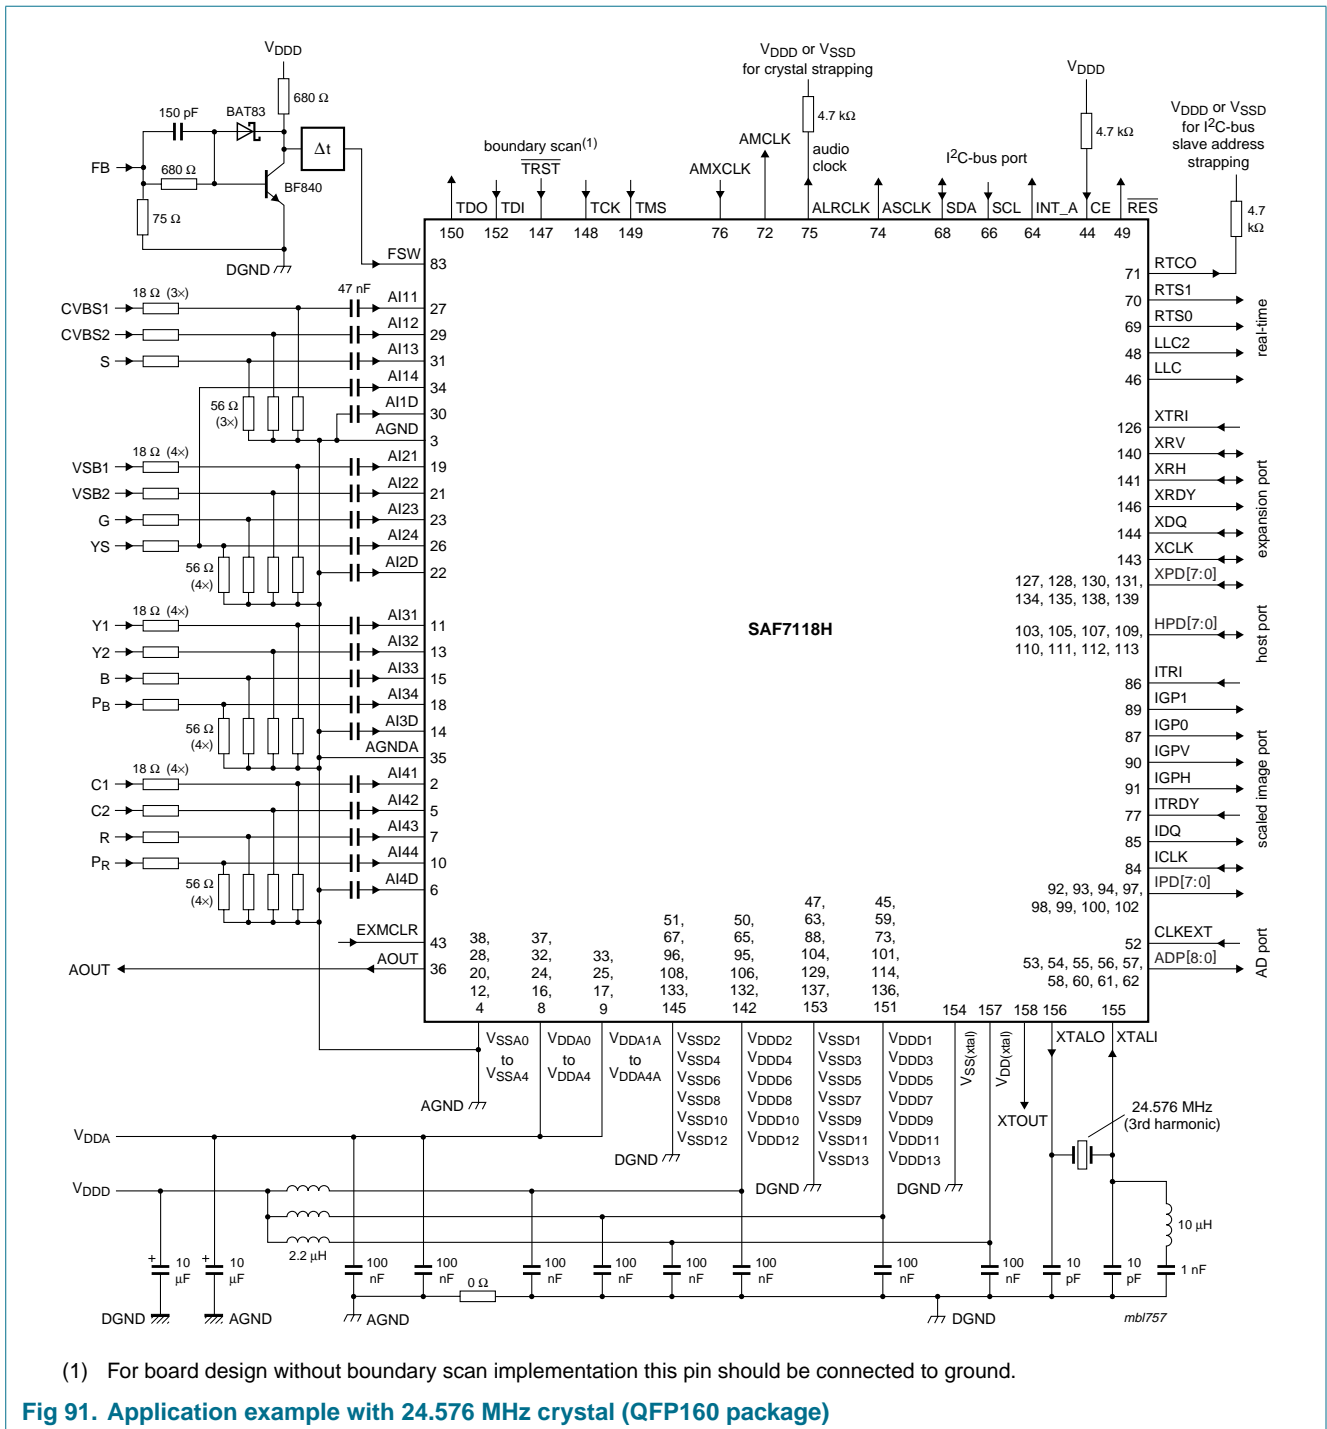 VDDD
680 Ω
150 pF
BAT83
Δt
FB
680 Ω
BF840
75 Ω
DGND
VDDD or VSSD
for crystal strapping
4.7 kΩ
audio
clock
AMCLK
AMXCLK
boundary scan(1)
TRST
VDDD
4.7 kΩ
I2C-bus port
VDDD or VSSD
for I2C-bus
slave address
strapping
4.7
kΩ
TDO TDI TCK TMS ALRCLK ASCLK SDA SCL INT_A CE RES
150 152 147 148 149 76 72 75 74 68 66 64 44 49
FSW
83
18 Ω (3×)
47 nF
CVBS1 AI11 27
CVBS2 AI12 29
S AI13 31
AI14 34
56 Ω
(3×)
AI1D 30
AGND 3
18 Ω (4×)
VSB1 AI21 19
VSB2 AI22 21
G AI23 23
YS AI24 26
56 Ω
(4×)
AI2D 22
18 Ω (4×)
Y1 AI31 11
Y2 AI32 13
B AI33 15
PB AI34 18
56 Ω
(4×)
AI3D 14
AGNDA 35
18 Ω (4×)
C1 AI41 2
C2 AI42 5
R AI43 7
PR AI44 10
56 Ω
(4×)
AI4D 6
EXMCLR 43
AOUT AOUT 36
SAF7118H
71 RTCO
70 RTS1
69 RTS0
48 LLC2
46 LLC
real-time
126 XTRI
140 XRV
141 XRH
146 XRDY
144 XDQ
143 XCLK
127, 128, 130, 131,
134, 135, 138, 139
XPD[7:0]
expansion port
103, 105, 107, 109,
110, 111, 112, 113
HPD[7:0]
host port
86 ITRI
89 IGP1
87 IGP0
90 IGPV
91 IGPH
77 ITRDY
85 IDQ
84 ICLK
92, 93, 94, 97,
98, 99, 100, 102
IPD[7:0]
scaled image port
52 CLKEXT
53, 54, 55, 56, 57,
58, 60, 61, 62
ADP[8:0]
AD port
38,
28,
20,
12,
4
37,
32,
24,
16,
8
33,
25,
17,
9
51,
67,
96,
108,
133,
145
50,
65,
95,
106,
132,
142
47,
63,
88,
104,
129,
137,
153
45,
59,
73,
101,
114,
136,
151
154 157 158 156 155
VSSA0
to
VSSA4
VDDA0
to
VDDA4
VDDA1A
to
VDDA4A
VSSD2
VSSD4
VSSD6
VSSD8
VSSD10
VSSD12
VDDD2
VDDD4
VDDD6
VDDD8
VDDD10
VDDD12
VSSD1
VSSD3
VSSD5
VSSD7
VSSD9
VSSD11
VSSD13
VDDD1
VDDD3
VDDD5
VDDD7
VDDD9
VDDD11
VDDD13
VSS(xtal)
VDD(xtal)
XTOUT
XTALO
XTALI
24.576 MHz
(3rd harmonic)
AGND
DGND
DGND
DGND
VDDA
VDDD
2.2 μH
10 μH
10
μF
10
μF
100
nF
100
nF
100
nF
100
nF
100
nF
100
nF
100
nF
100
nF
10
pF
10
pF
1 nF
0 Ω
DGND AGND
AGND
DGND
mbl757
(1) For board design without boundary scan implementation this pin should be connected to ground.
Fig 91. Application example with 24.576 MHz crystal (QFP160 package)